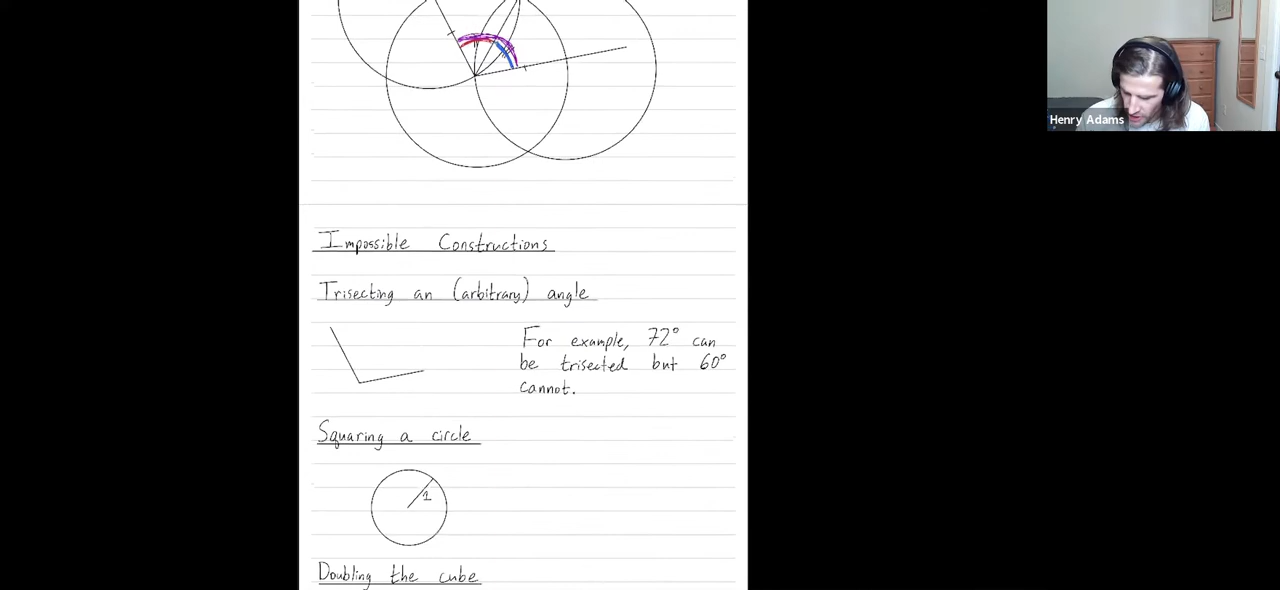 Henry Adams
Impossible Constructions
Trisecting an (arbitrary) angle
For example, 72° can
be trisected but 60°
cannot.
Squaring a circle
1
Doubling the cube